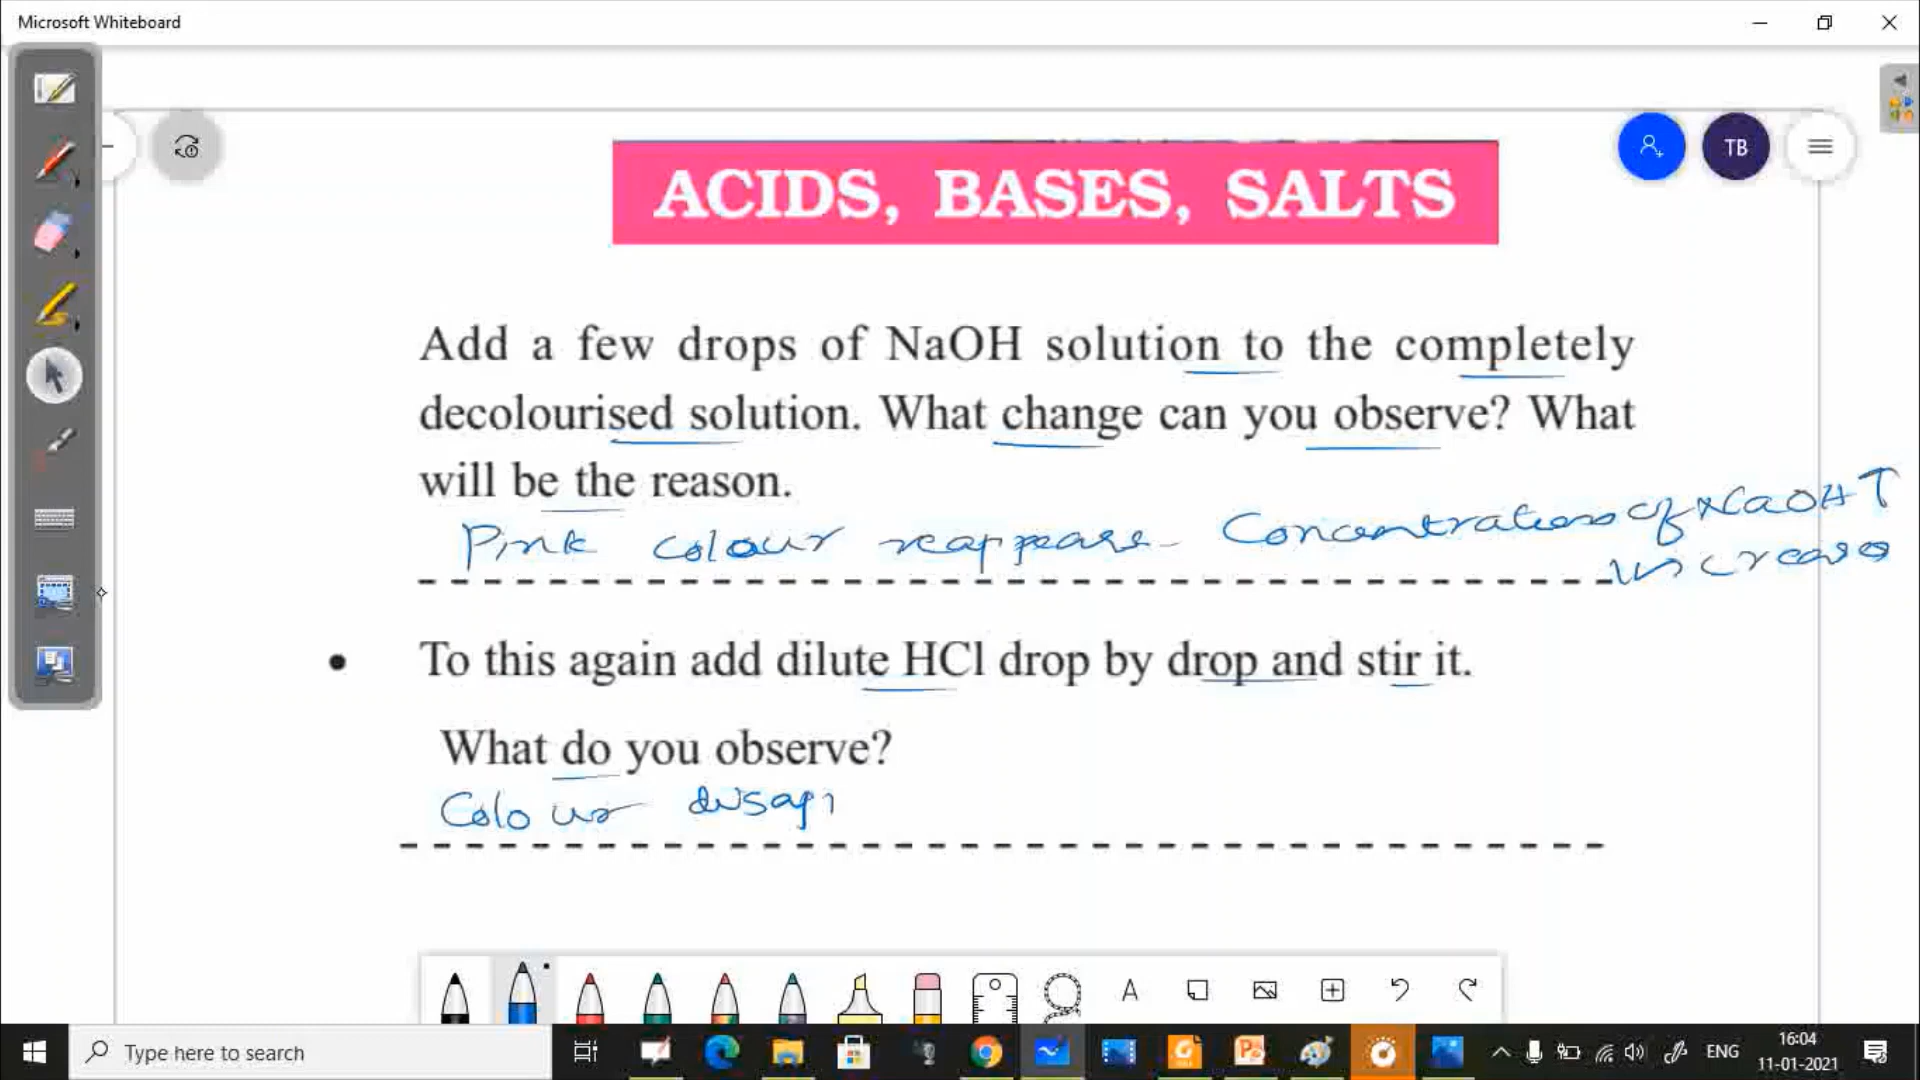 Microsoft Whiteboard
TB
ACIDS, BASES, SALTS
Add a few drops of NaOH solution to the completely
decolourised solution. What change can you observe? What
will be the reason.
Pink colour reappears - Concentration of NaOH ↑
increase
• To this again add dilute HCl drop by drop and stir it.
What do you observe?
Colour disap
Type here to search
ENG
16:04
11-01-2021